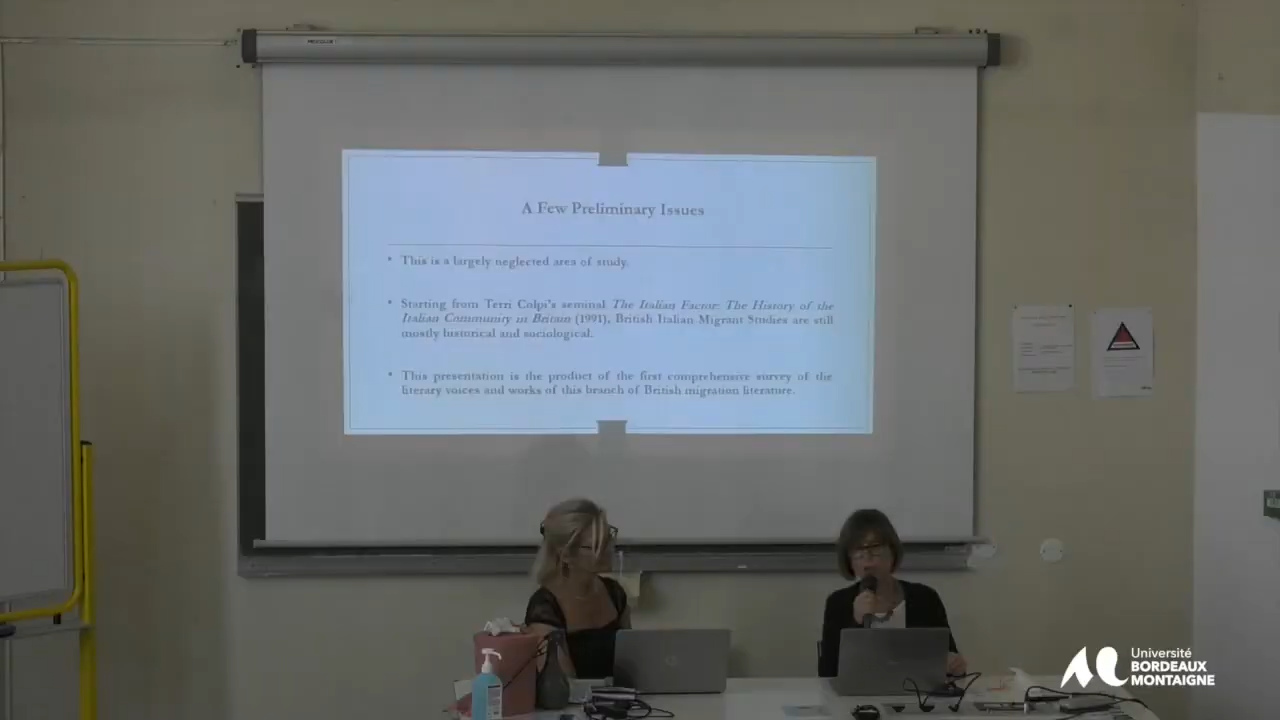 A Few Preliminary Issues
• This is a largely neglected area of study.
• Starting from Terri Colpi's seminal The Italian Factor: The History of the
Italian Community in Britain (1991), British Italian Migrant Studies are still
mostly historical and sociological.
• This presentation is the product of the first comprehensive survey of the
literary voices and works of this branch of British migration literature.
Université
BORDEAUX
MONTAIGNE